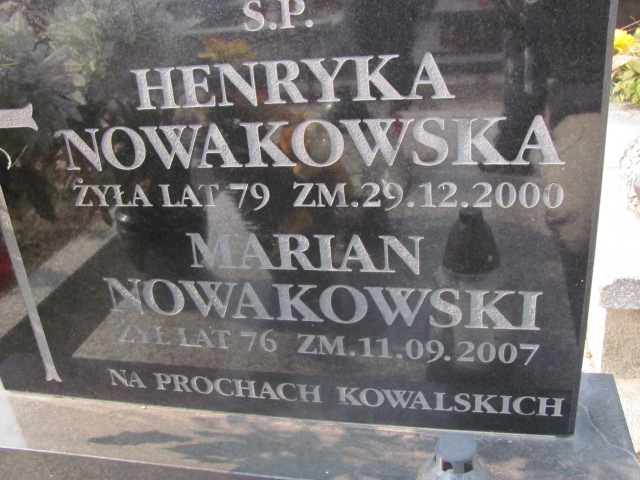 Ś.P.
HENRYKA
NOWAKOWSKA
ŻYŁA LAT 79 ZM.29.12.2000
MARIAN
NOWAKOWSKI
ŻYŁ LAT 76 ZM.11.09.2007
NA PROCHACH KOWALSKICH